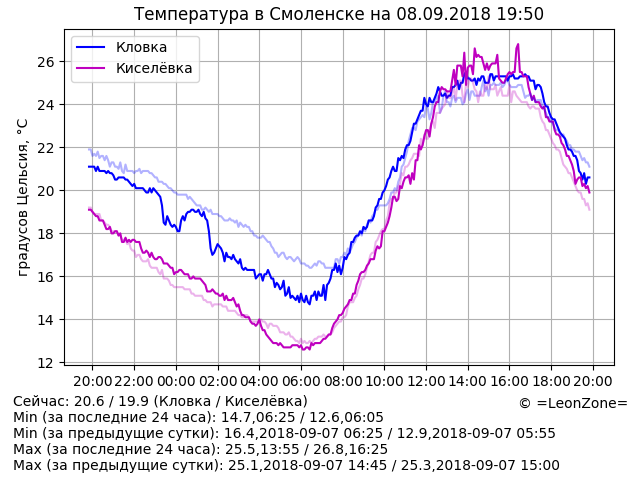 Температура в Смоленске на 08.09.2018 19:50
Кловка
Киселёвка
градусов Цельсия, °C
26
24
22
20
18
16
14
12
20:00 22:00 00:00 02:00 04:00 06:00 08:00 10:00 12:00 14:00 16:00 18:00 20:00
Сейчас: 20.6 / 19.9 (Кловка / Киселёвка)
© =LeonZone=
Min (за последние 24 часа): 14.7,06:25 / 12.6,06:05
Min (за предыдущие сутки): 16.4,2018-09-07 06:25 / 12.9,2018-09-07 05:55
Max (за последние 24 часа): 25.5,13:55 / 26.8,16:25
Max (за предыдущие сутки): 25.1,2018-09-07 14:45 / 25.3,2018-09-07 15:00